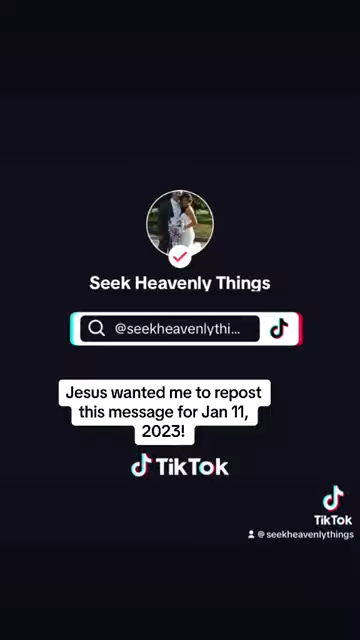 Seek Heavenly Things
@seekheavenlythi...
Jesus wanted me to repost
this message for Jan 11,
2023!
TikTok
TikTok
@seekheavenlythings